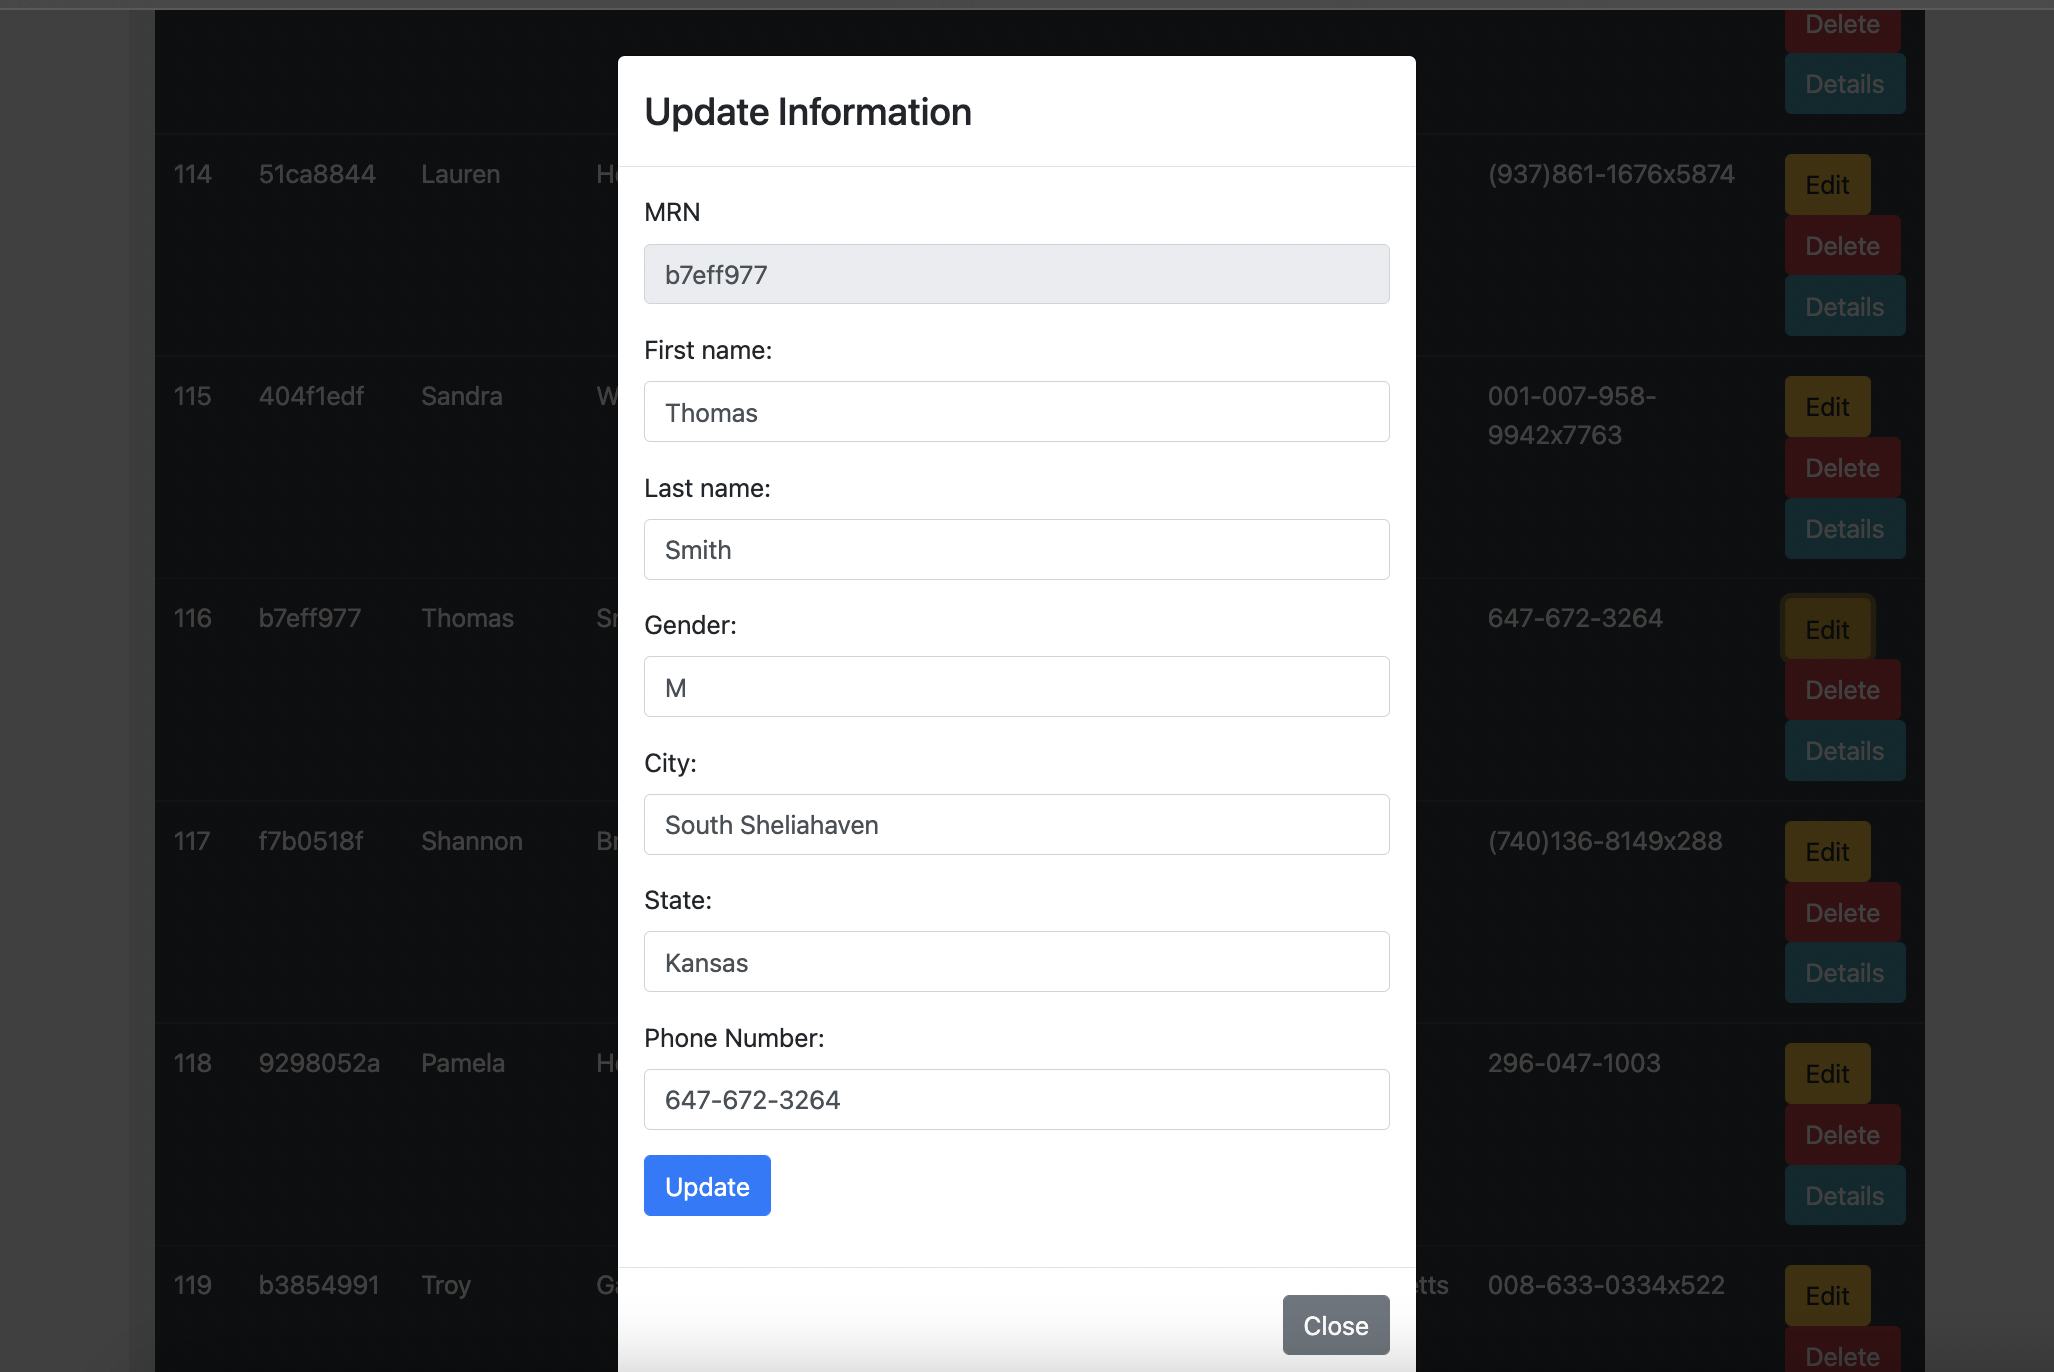 Delete
Details
114 51ca8844 Lauren (937)861-1676x5874 Edit
Delete
Details
115 404f1edf Sandra 001-007-958-
9942x7763 Edit
Delete
Details
116 b7eff977 Thomas 647-672-3264 Edit
Delete
Details
117 f7b0518f Shannon (740)136-8149x288 Edit
Delete
Details
118 9298052a Pamela 296-047-1003 Edit
Delete
Details
119 b3854991 Troy 008-633-0334x522 Edit
Delete
Update Information
MRN
b7eff977
First name:
Thomas
Last name:
Smith
Gender:
M
City:
South Sheliahaven
State:
Kansas
Phone Number:
647-672-3264
Update
Close